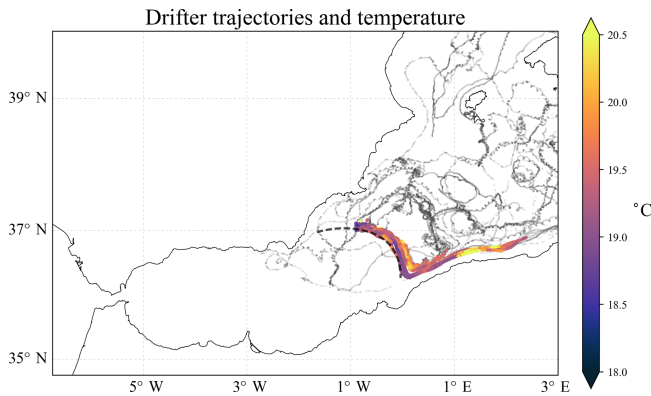 Drifter trajectories and temperature
39° N
37° N
35° N
5° W
3° W
1° W
1° E
3° E
20.5
20.0
19.5
19.0
18.5
18.0
°C